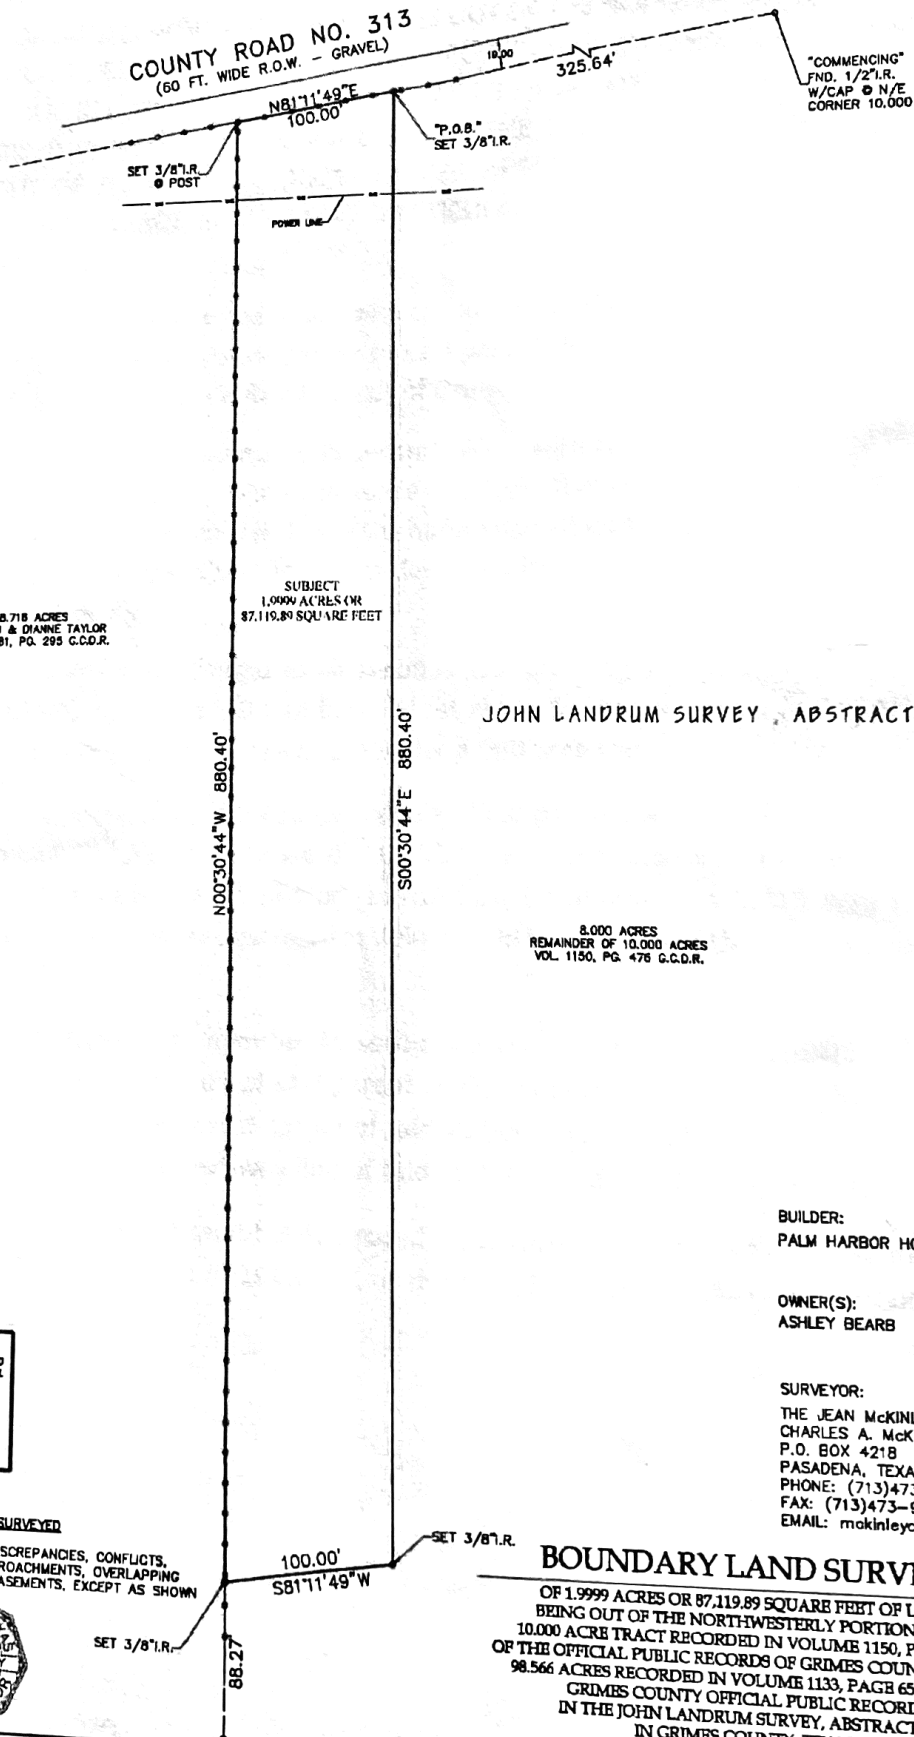 COUNTY ROAD NO. 313
(60 FT. WIDE R.O.W. - GRAVEL)
N81°11'49"E
100.00'
19.00
325.64'
"COMMENCING"
FND. 1/2"I.R.
W/CAP @ N/E
CORNER 10.000
"P.O.B."
SET 3/8"I.R.
SET 3/8"I.R.
@ POST
POWER LINE
SUBJECT
1.9999 ACRES OR
87,119.89 SQUARE FEET
8.716 ACRES
& DIANNE TAYLOR
PG. 295 G.C.D.R.
JOHN LANDRUM SURVEY, ABSTRACT
N00°30'44"W 880.40'
S00°30'44"E 880.40'
8.000 ACRES
REMAINDER OF 10.000 ACRES
VOL. 1150, PG. 476 G.C.D.R.
BUILDER:
PALM HARBOR HO
OWNER(S):
ASHLEY BEARB
SURVEYOR:
THE JEAN McKINL
CHARLES A. McK
P.O. BOX 4218
PASADENA, TEXA
PHONE: (713)473
FAX: (713)473-9
EMAIL: mckinleyc
SURVEYED
SCREPANCIES, CONFLICTS,
ROACHMENTS, OVERLAPPING
ASEMENTS, EXCEPT AS SHOWN
100.00'
S81°11'49"W
SET 3/8"I.R.
SET 3/8"I.R.
88.27
BOUNDARY LAND SURVE
OF 1.9999 ACRES OR 87,119.89 SQUARE FEET OF L
BEING OUT OF THE NORTHWESTERLY PORTION
10.000 ACRE TRACT RECORDED IN VOLUME 1150, P
OF THE OFFICIAL PUBLIC RECORDS OF GRIMES COUN
98.566 ACRES RECORDED IN VOLUME 1133, PAGE 65
GRIMES COUNTY OFFICIAL PUBLIC RECORD
IN THE JOHN LANDRUM SURVEY, ABSTRACT
IN GRIMES COUNTY,